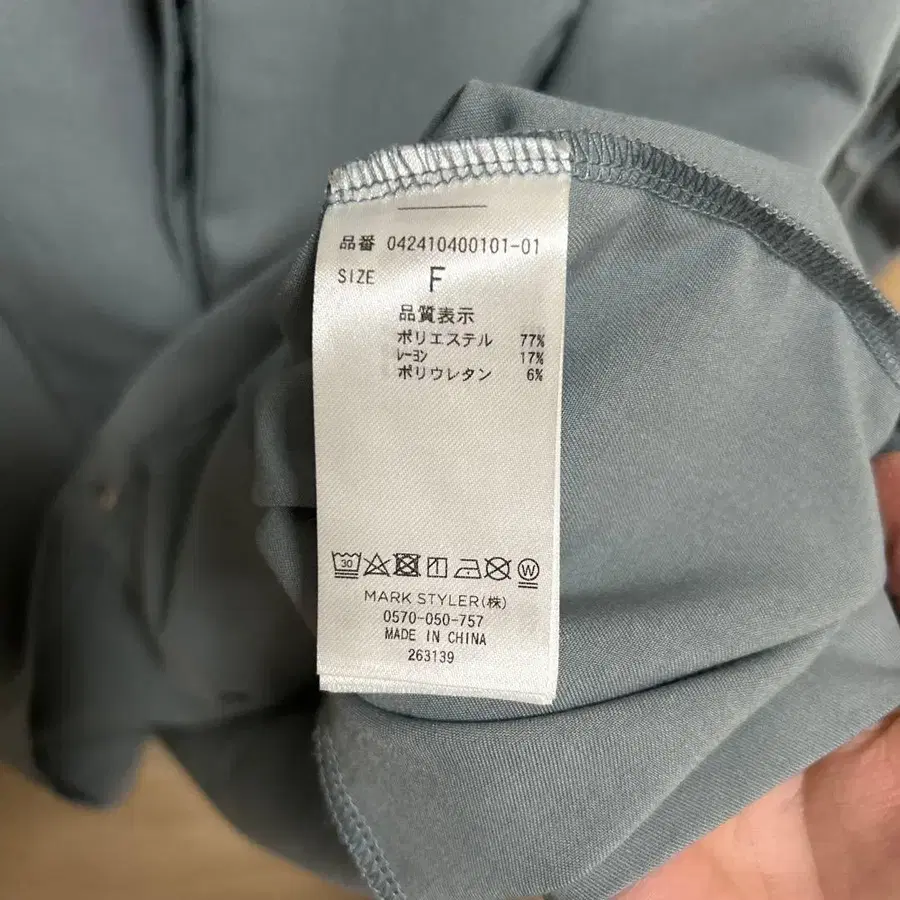 品番 042410400101-01
SIZE F
品質表示
ポリエステル 77%
レーヨン 17%
ポリウレタン 6%
30 W
MARK STYLER(株)
0570-050-757
MADE IN CHINA
263139